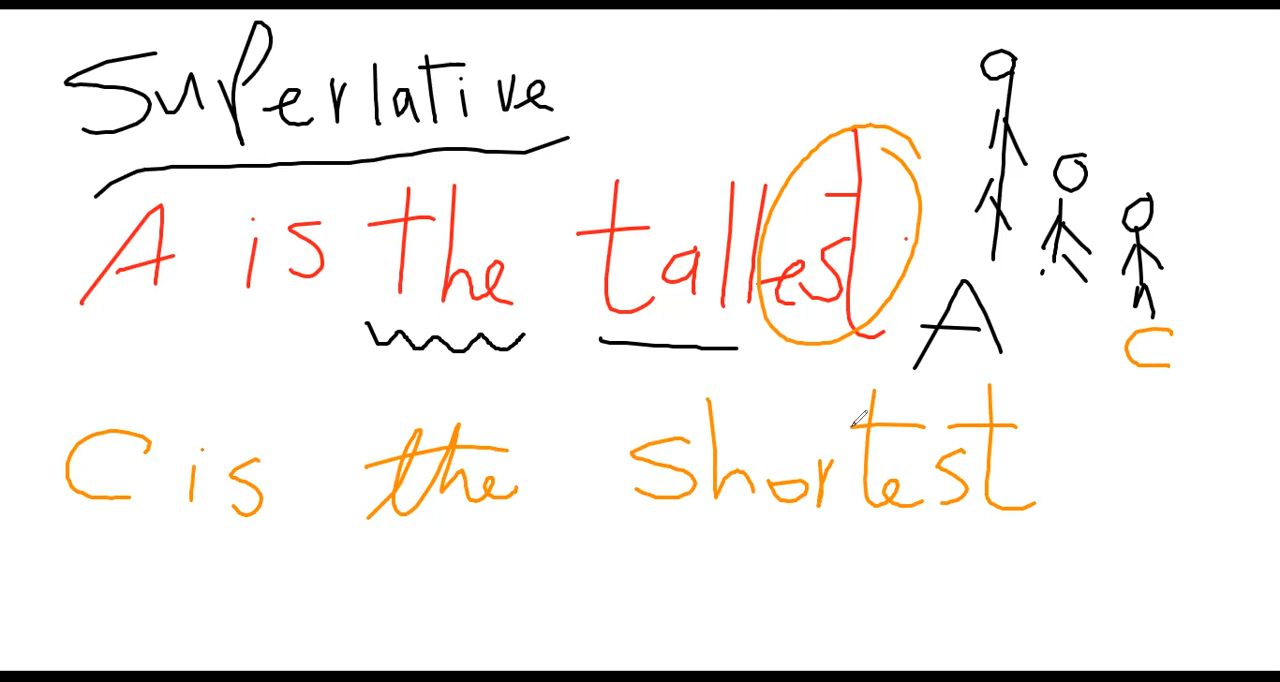 Superlative
A is the tallest
A
C
C is the shortest